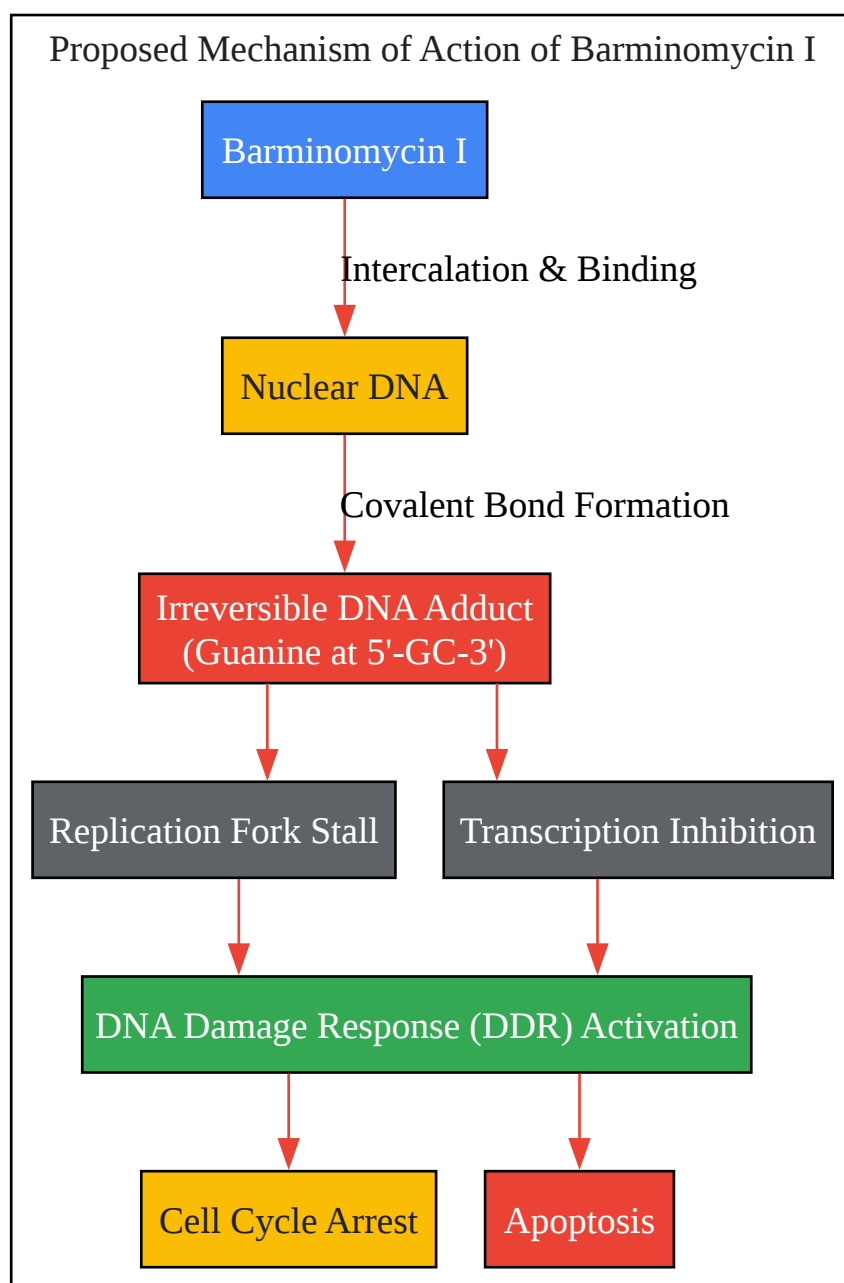 Proposed Mechanism of Action of Barminomycin I
Barminomycin I
Intercalation & Binding
Nuclear DNA
Covalent Bond Formation
Irreversible DNA Adduct
(Guanine at 5'-GC-3')
Replication Fork Stall
Transcription Inhibition
DNA Damage Response (DDR) Activation
Cell Cycle Arrest
Apoptosis